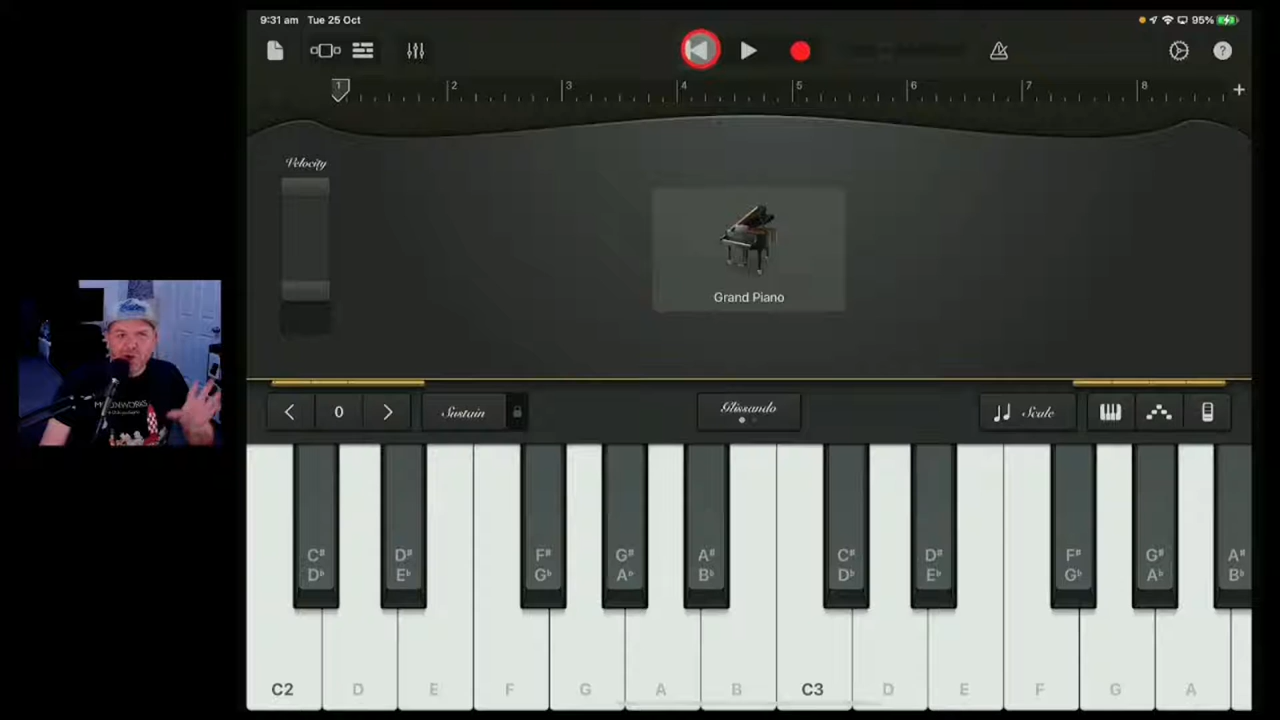 9:31 am Tue 25 Oct
95%
1 2 3 4 5 6 7 8 +
?
Velocity
Grand Piano
< 0 > Sustain
Glissando
Scale
C# D# F# G# A# C# D# F# G# A#
D♭ E♭ G♭ A♭ B♭ D♭ E♭ G♭ A♭ B♭
C2 D E F G A B C3 D E F G A